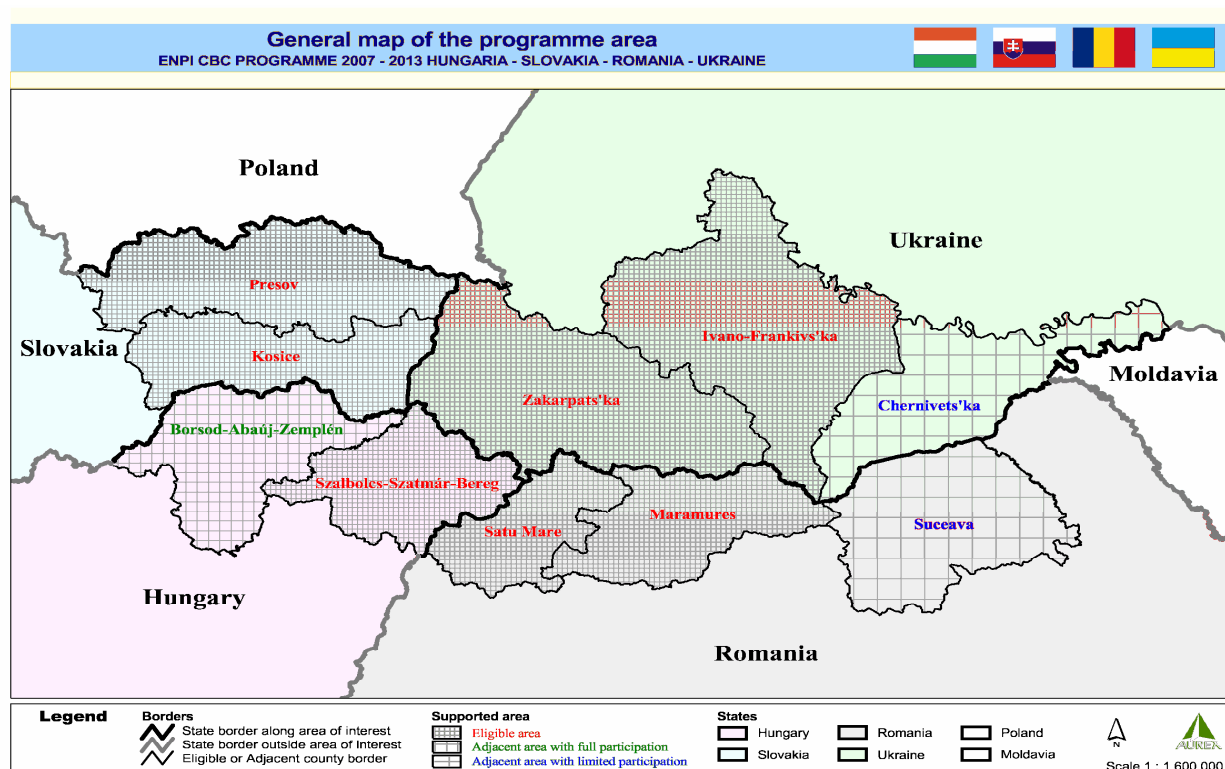 General map of the programme area
ENPI CBC PROGRAMME 2007 - 2013 HUNGARIA - SLOVAKIA - ROMANIA - UKRAINE
Poland
Ukraine
Presov
Ivano-Frankivs'ka
Slovakia
Kosice
Moldavia
Zakarpats'ka
Chernivets'ka
Borsod-Abaúj-Zemplén
Szalbolcs-Szatmár-Bereg
Maramures
Satu Mare
Suceava
Hungary
Romania
Legend
Borders
State border along area of interest
State border outside area of Interest
Eligible or Adjacent county border
Supported area
Eligible area
Adjacent area with full participation
Adjacent area with limited participation
States
Hungary
Slovakia
Romania
Ukraine
Poland
Moldavia
N
AUREX
Scale 1 : 1 600 000